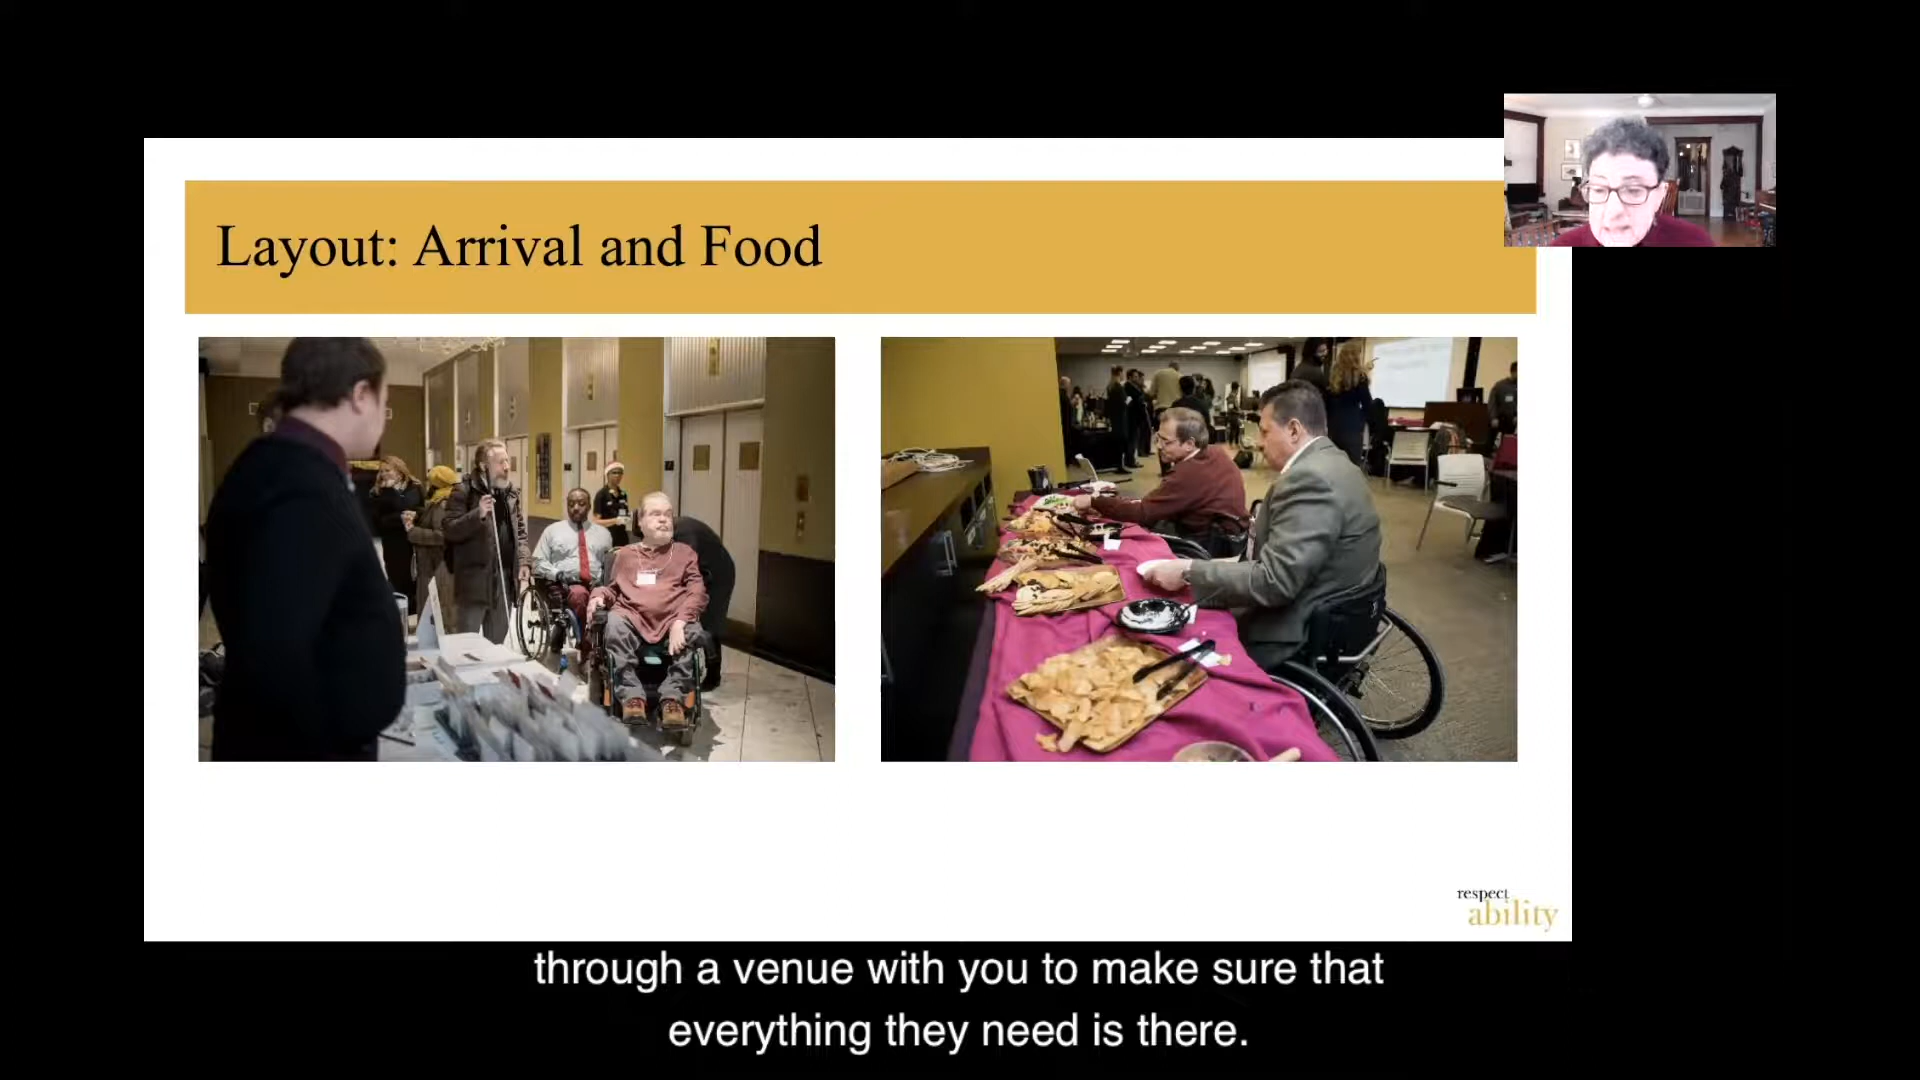 Layout: Arrival and Food
respect
ability
through a venue with you to make sure that
everything they need is there.